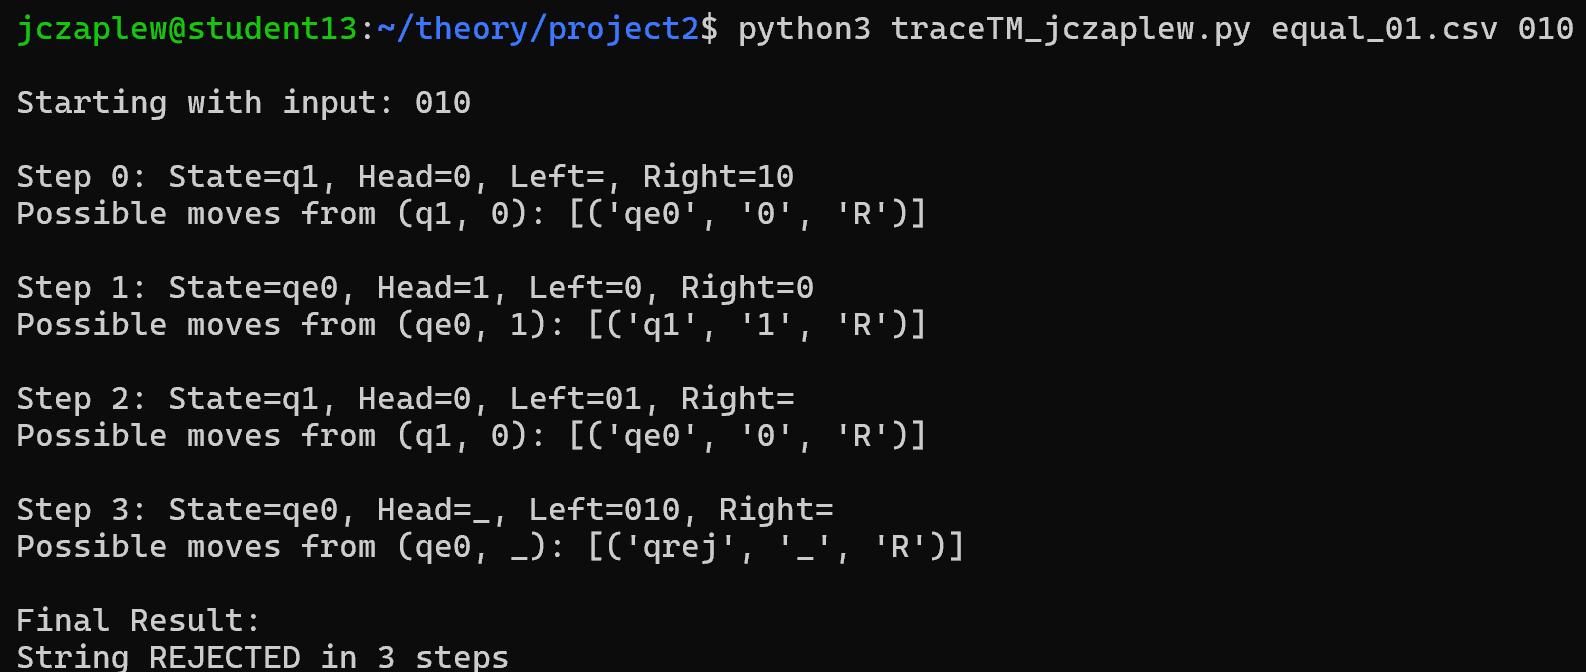 jczaplew@student13:~/theory/project2$ python3 traceTM_jczaplew.py equal_01.csv 010
Starting with input: 010
Step 0: State=q1, Head=0, Left=, Right=10
Possible moves from (q1, 0): [('qe0', '0', 'R')]
Step 1: State=qe0, Head=1, Left=0, Right=0
Possible moves from (qe0, 1): [('q1', '1', 'R')]
Step 2: State=q1, Head=0, Left=01, Right=
Possible moves from (q1, 0): [('qe0', '0', 'R')]
Step 3: State=qe0, Head=_, Left=010, Right=
Possible moves from (qe0, _): [('qrej', '_', 'R')]
Final Result:
String REJECTED in 3 steps